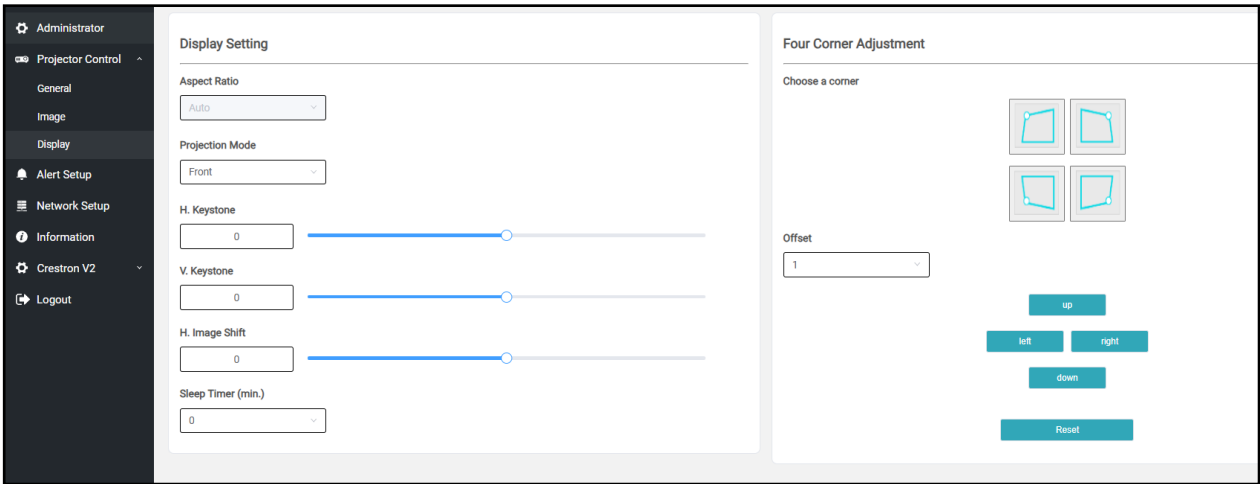 Administrator
Projector Control
General
Image
Display
Alert Setup
Network Setup
Information
Crestron V2
Logout
Display Setting
Aspect Ratio
Auto
Projection Mode
Front
H. Keystone
0
V. Keystone
0
H. Image Shift
0
Sleep Timer (min.)
0
Four Corner Adjustment
Choose a corner
Offset
1
up
left right
down
Reset